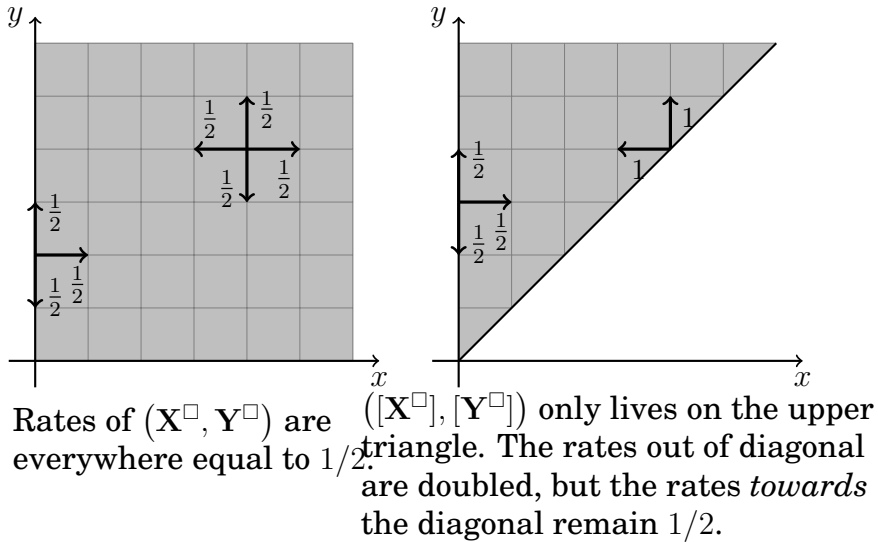 y
1/2
1/2
1/2
1/2
1/2
1/2
1/2
x
Rates of (X□, Y□) are
everywhere equal to 1/2.
y
1
1
1/2
1/2
1/2
x
([X□], [Y□]) only lives on the upper
triangle. The rates out of diagonal
are doubled, but the rates towards
the diagonal remain 1/2.